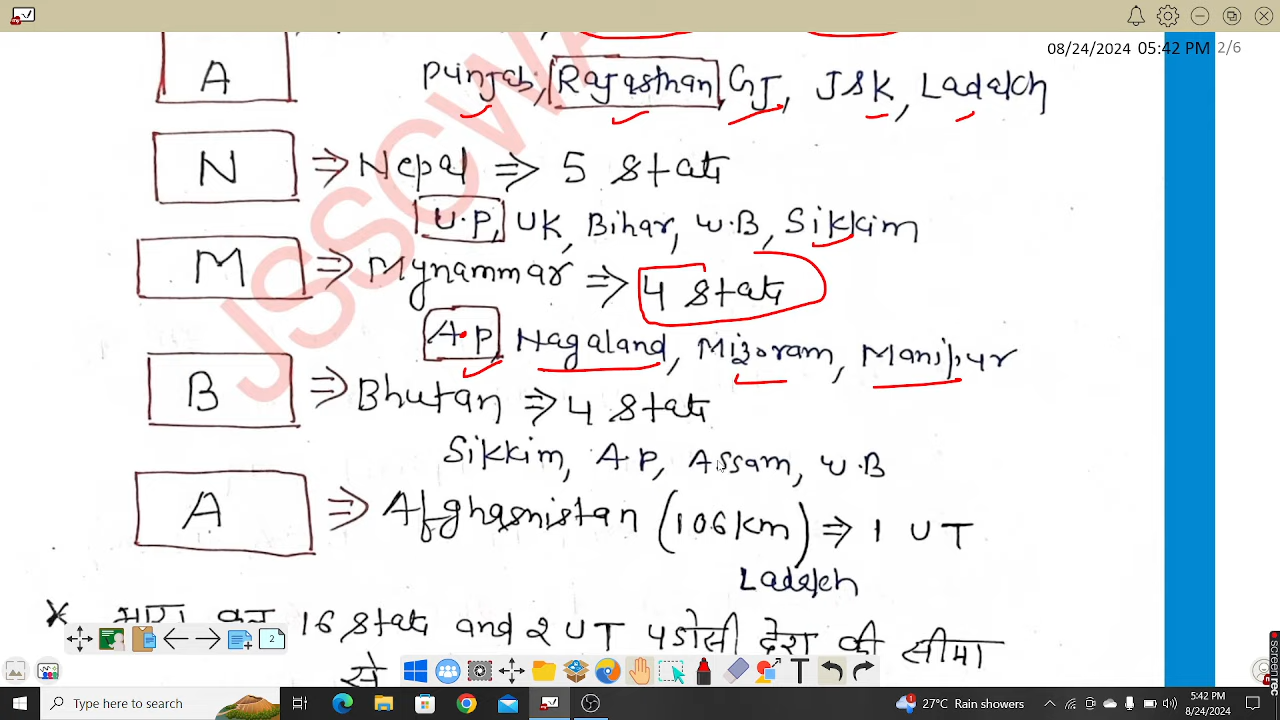 08/24/2024 05:42 PM 2/6
A
Punjab, Rajasthan, GJ, J&K, Ladakh
N ⇒ Nepal ⇒ 5 State
U.P, UK, Bihar, W.B, Sikkim
M ⇒ Mynammar ⇒ 4 State
A.P, Nagaland, Mizoram, Manipur
B ⇒ Bhutan ⇒ 4 State
Sikkim, A.P, Assam, W.B
A ⇒ Afghasnistan (106km) ⇒ 1 UT
Ladakh
16 State and 2 UT पड़ोसी देश की सीमा
से
2
T
Type here to search
27°C Rain showers
5:42 PM
8/24/2024